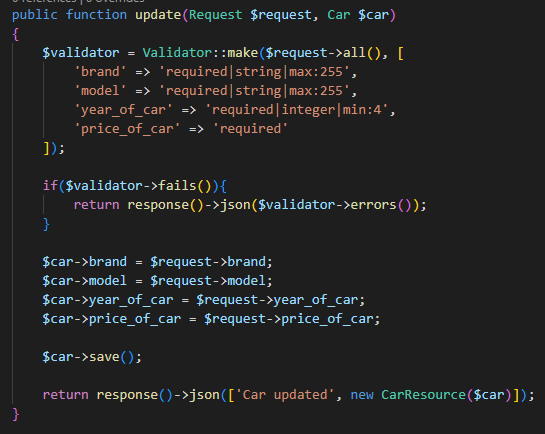 public function update(Request $request, Car $car)
{
    $validator = Validator::make($request->all(), [
        'brand' => 'required|string|max:255',
        'model' => 'required|string|max:255',
        'year_of_car' => 'required|integer|min:4',
        'price_of_car' => 'required'
    ]);

    if($validator->fails()){
        return response()->json($validator->errors());
    }

    $car->brand = $request->brand;
    $car->model = $request->model;
    $car->year_of_car = $request->year_of_car;
    $car->price_of_car = $request->price_of_car;

    $car->save();

    return response()->json(['Car updated', new CarResource($car)]);
}